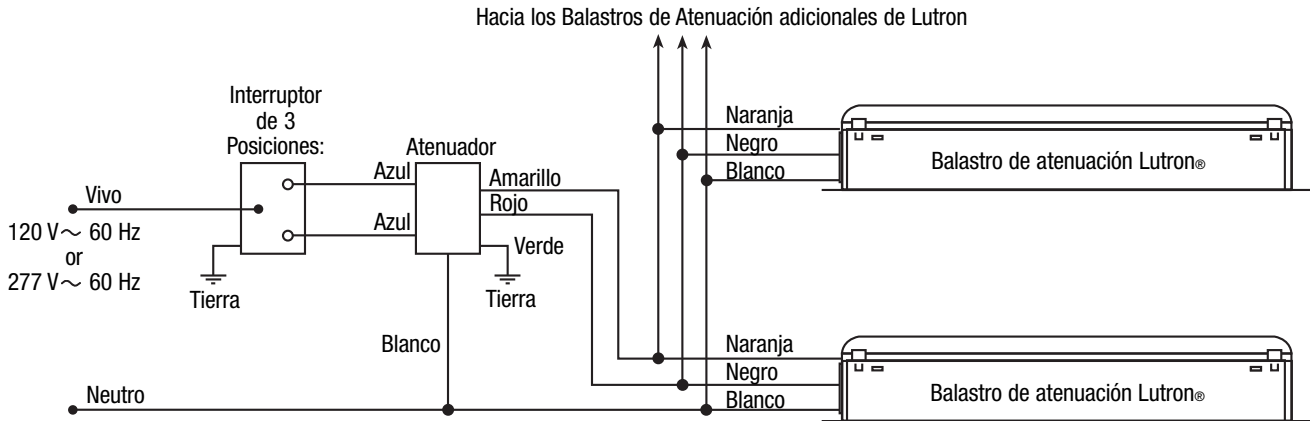 Hacia los Balastros de Atenuación adicionales de Lutron
Interruptor
de 3
Posiciones:
Atenuador
Azul
Azul
Amarillo
Rojo
Verde
Vivo
120 V~ 60 Hz
or
277 V~ 60 Hz
Tierra
Tierra
Blanco
Neutro
Naranja
Negro
Blanco
Balastro de atenuación Lutron®
Naranja
Negro
Blanco
Balastro de atenuación Lutron®